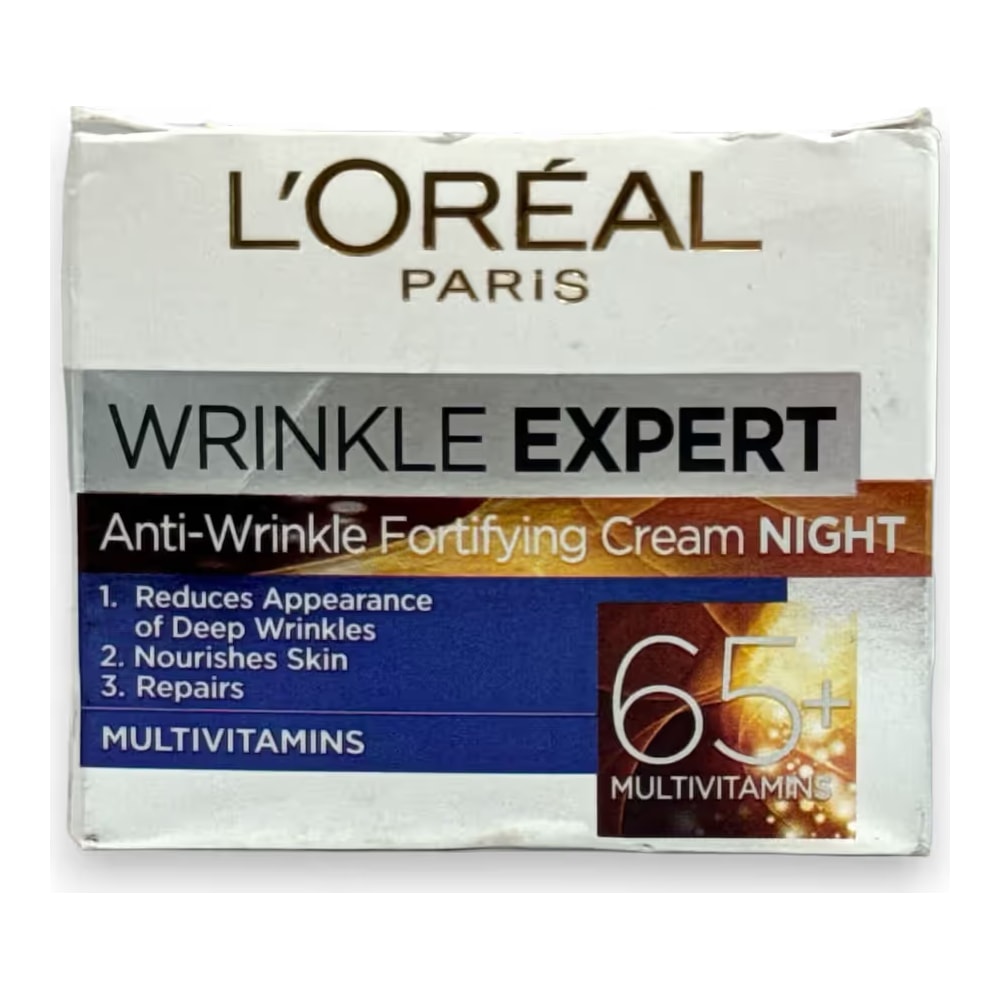 L'ORÉAL
PARiS
WRINKLE EXPERT
Anti-Wrinkle Fortifying Cream NIGHT
1. Reduces Appearance
of Deep Wrinkles
2. Nourishes Skin
3. Repairs
MULTIVITAMINS
65+
MULTIVITAMINS